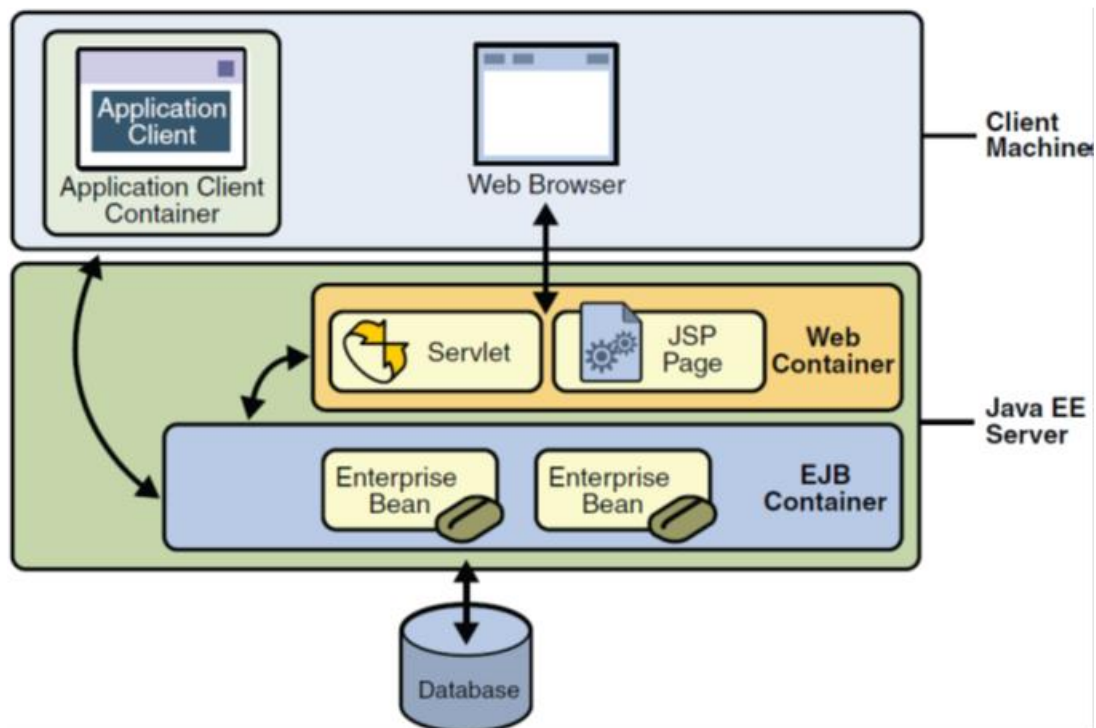 Application
Client
Application Client
Container
Web Browser
Client
Machine
Servlet
JSP
Page
Web
Container
Java EE
Server
Enterprise
Bean
Enterprise
Bean
EJB
Container
Database